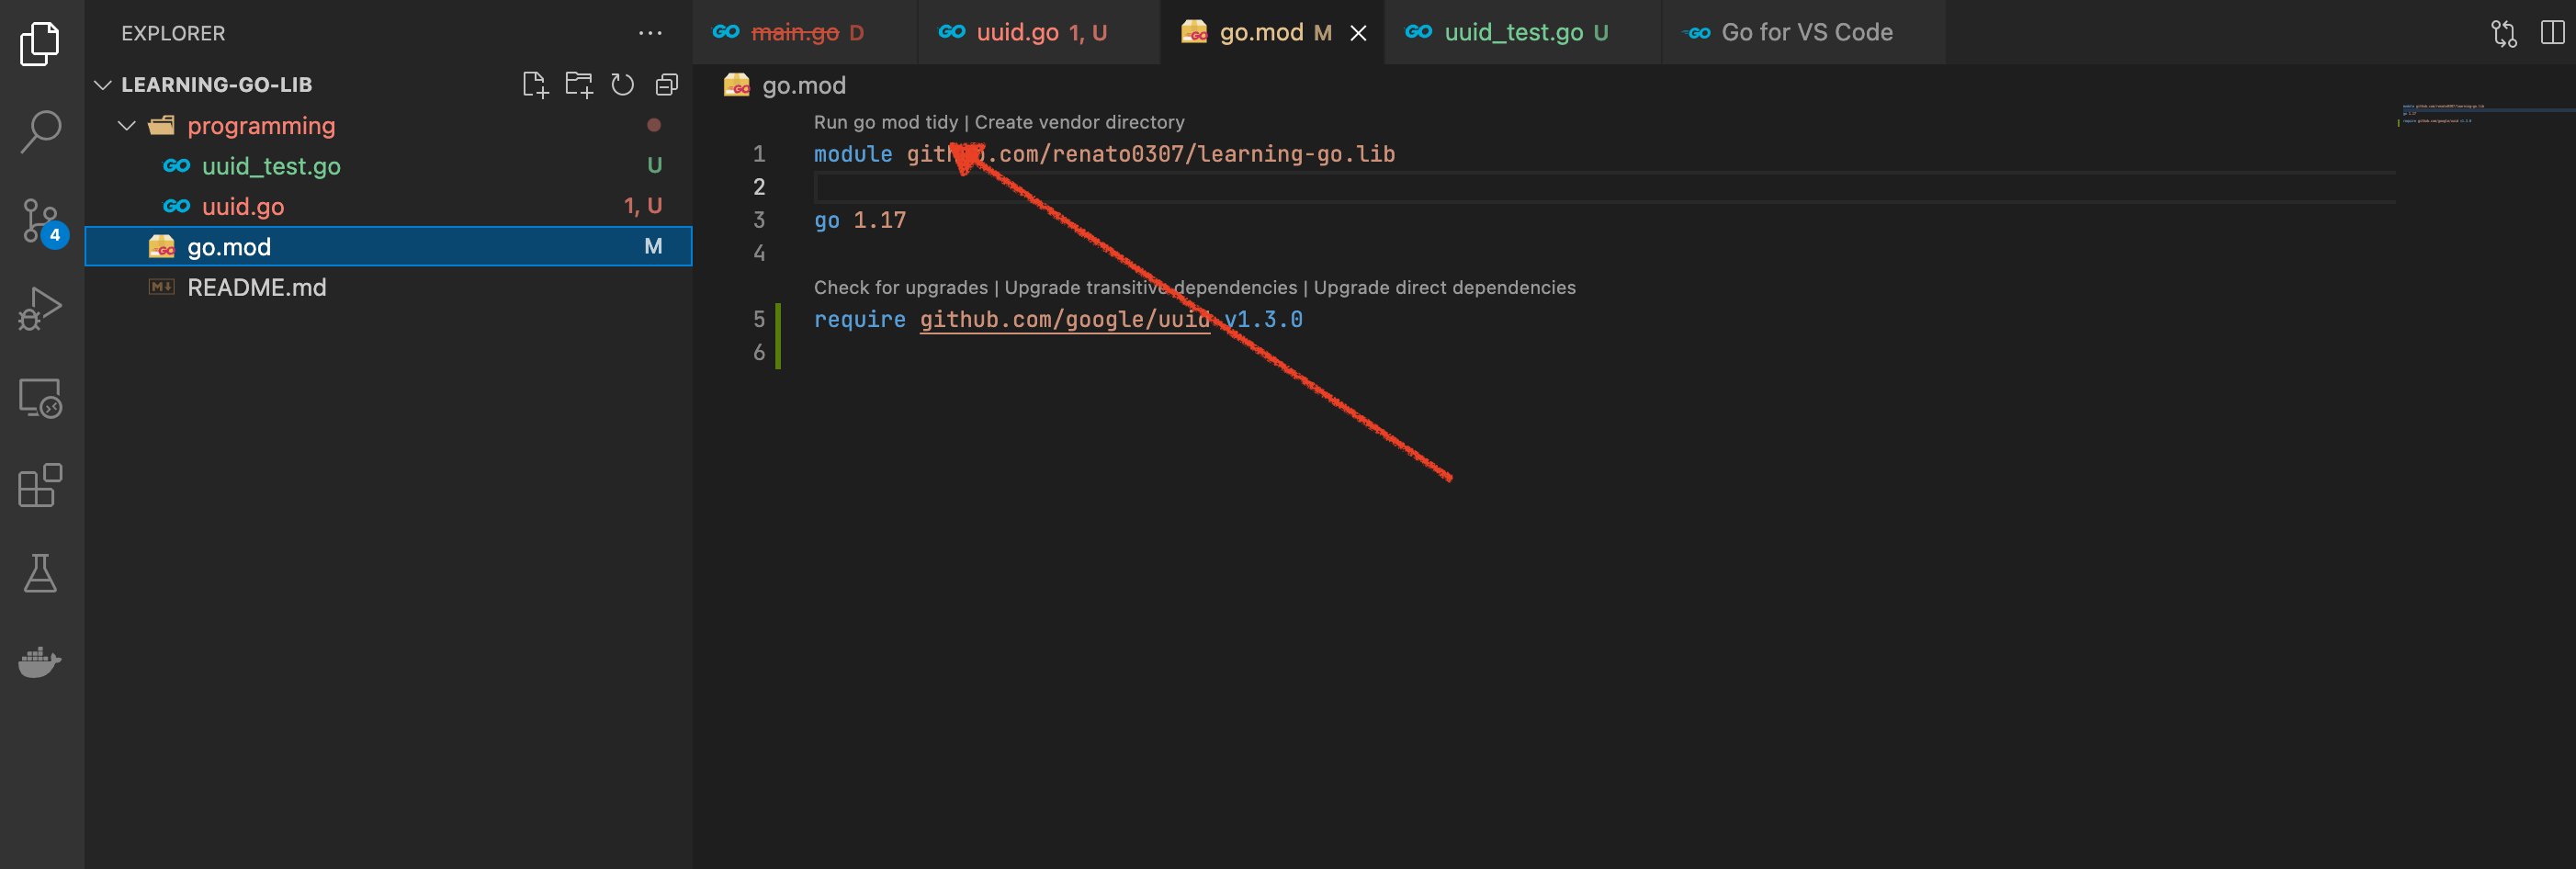 EXPLORER
LEARNING-GO-LIB
programming
uuid_test.go U
uuid.go 1, U
go.mod M
README.md
4
main.go D
uuid.go 1, U
go.mod M
uuid_test.go U
Go for VS Code
go.mod
Run go mod tidy | Create vendor directory
1 module github.com/renato0307/learning-go.lib
2
3 go 1.17
4
Check for upgrades | Upgrade transitive dependencies | Upgrade direct dependencies
5 require github.com/google/uuid v1.3.0
6